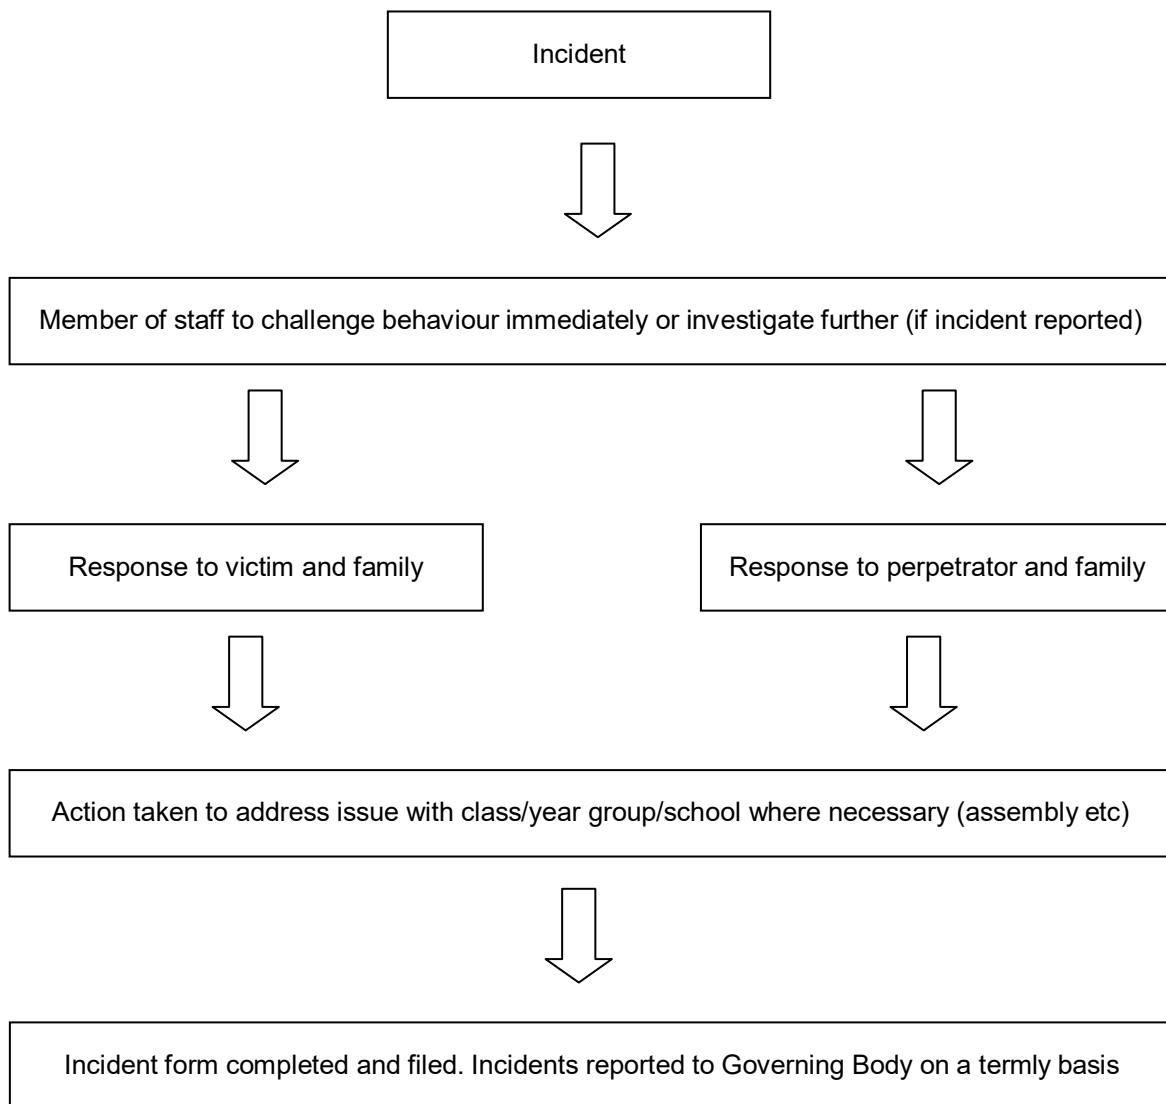 Incident
Member of staff to challenge behaviour immediately or investigate further (if incident reported)
Response to victim and family
Response to perpetrator and family
Action taken to address issue with class/year group/school where necessary (assembly etc)
Incident form completed and filed. Incidents reported to Governing Body on a termly basis